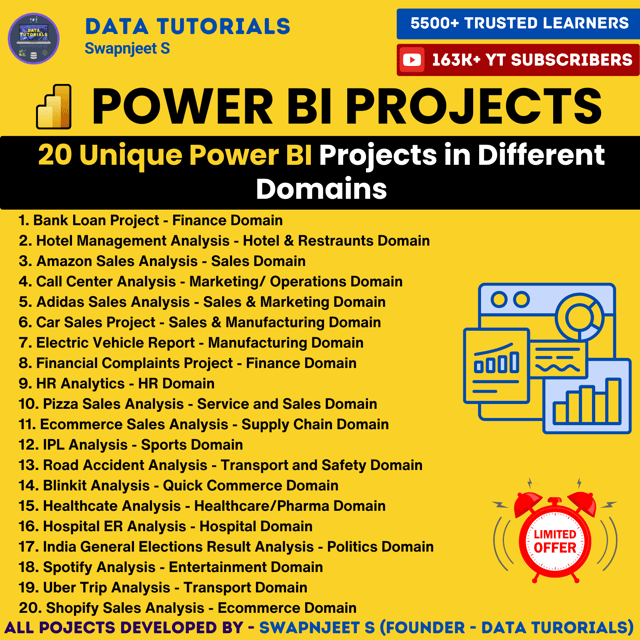 DATA TUTORIALS
Swapnjeet S
DATA
TUTORIALS
5500+ TRUSTED LEARNERS
163K+ YT SUBSCRIBERS
POWER BI PROJECTS
20 Unique Power BI Projects in Different
Domains
1. Bank Loan Project - Finance Domain
2. Hotel Management Analysis - Hotel & Restraunts Domain
3. Amazon Sales Analysis - Sales Domain
4. Call Center Analysis - Marketing/ Operations Domain
5. Adidas Sales Analysis - Sales & Marketing Domain
6. Car Sales Project - Sales & Manufacturing Domain
7. Electric Vehicle Report - Manufacturing Domain
8. Financial Complaints Project - Finance Domain
9. HR Analytics - HR Domain
10. Pizza Sales Analysis - Service and Sales Domain
11. Ecommerce Sales Analysis - Supply Chain Domain
12. IPL Analysis - Sports Domain
13. Road Accident Analysis - Transport and Safety Domain
14. Blinkit Analysis - Quick Commerce Domain
15. Healthcate Analysis - Healthcare/Pharma Domain
16. Hospital ER Analysis - Hospital Domain
17. India General Elections Result Analysis - Politics Domain
18. Spotify Analysis - Entertainment Domain
19. Uber Trip Analysis - Transport Domain
20. Shopify Sales Analysis - Ecommerce Domain
LIMITED
OFFER
ALL POJECTS DEVELOPED BY - SWAPNJEET S (FOUNDER - DATA TURORIALS)